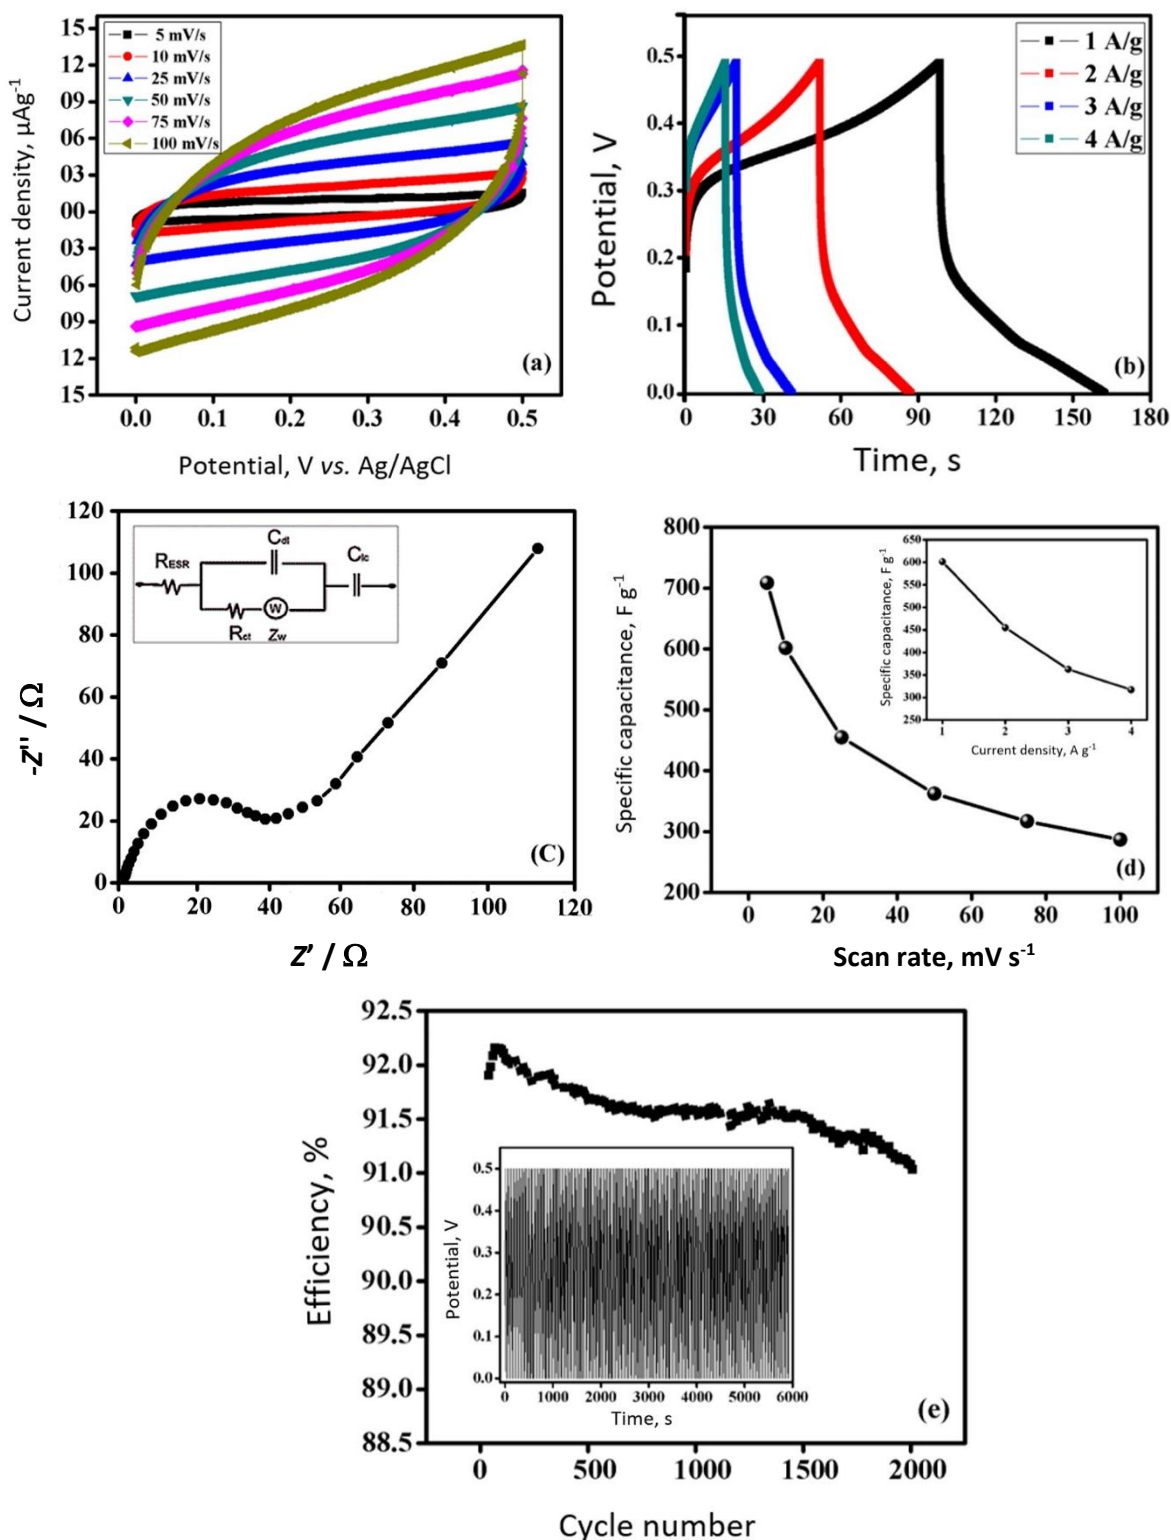 5 mV/s
10 mV/s
25 mV/s
50 mV/s
75 mV/s
100 mV/s
15
12
09
06
03
00
03
06
09
12
15
Current density, µAg⁻¹
(a)
0.0 0.1 0.2 0.3 0.4 0.5
Potential, V vs. Ag/AgCl
1 A/g
2 A/g
3 A/g
4 A/g
0.5
0.4
0.3
0.2
0.1
0.0
Potential, V
(b)
0 30 60 90 120 150 180
Time, s
120
100
80
60
40
20
0
-Z'' / Ω
R_ESR
C_dl
C_lc
R_ct
W
Z_w
(C)
0 20 40 60 80 100 120
Z' / Ω
800
700
600
500
400
300
200
Specific capacitance, F g⁻¹
650
600
550
500
450
400
350
300
250
Specific capacitance, F g⁻¹
1 2 3 4
Current density, A g⁻¹
(d)
0 20 40 60 80 100
Scan rate, mV s⁻¹
92.5
92.0
91.5
91.0
90.5
90.0
89.5
89.0
88.5
Efficiency, %
0.5
0.4
0.3
0.2
0.1
0.0
Potential, V
0 1000 2000 3000 4000 5000 6000
Time, s
(e)
0 500 1000 1500 2000
Cycle number